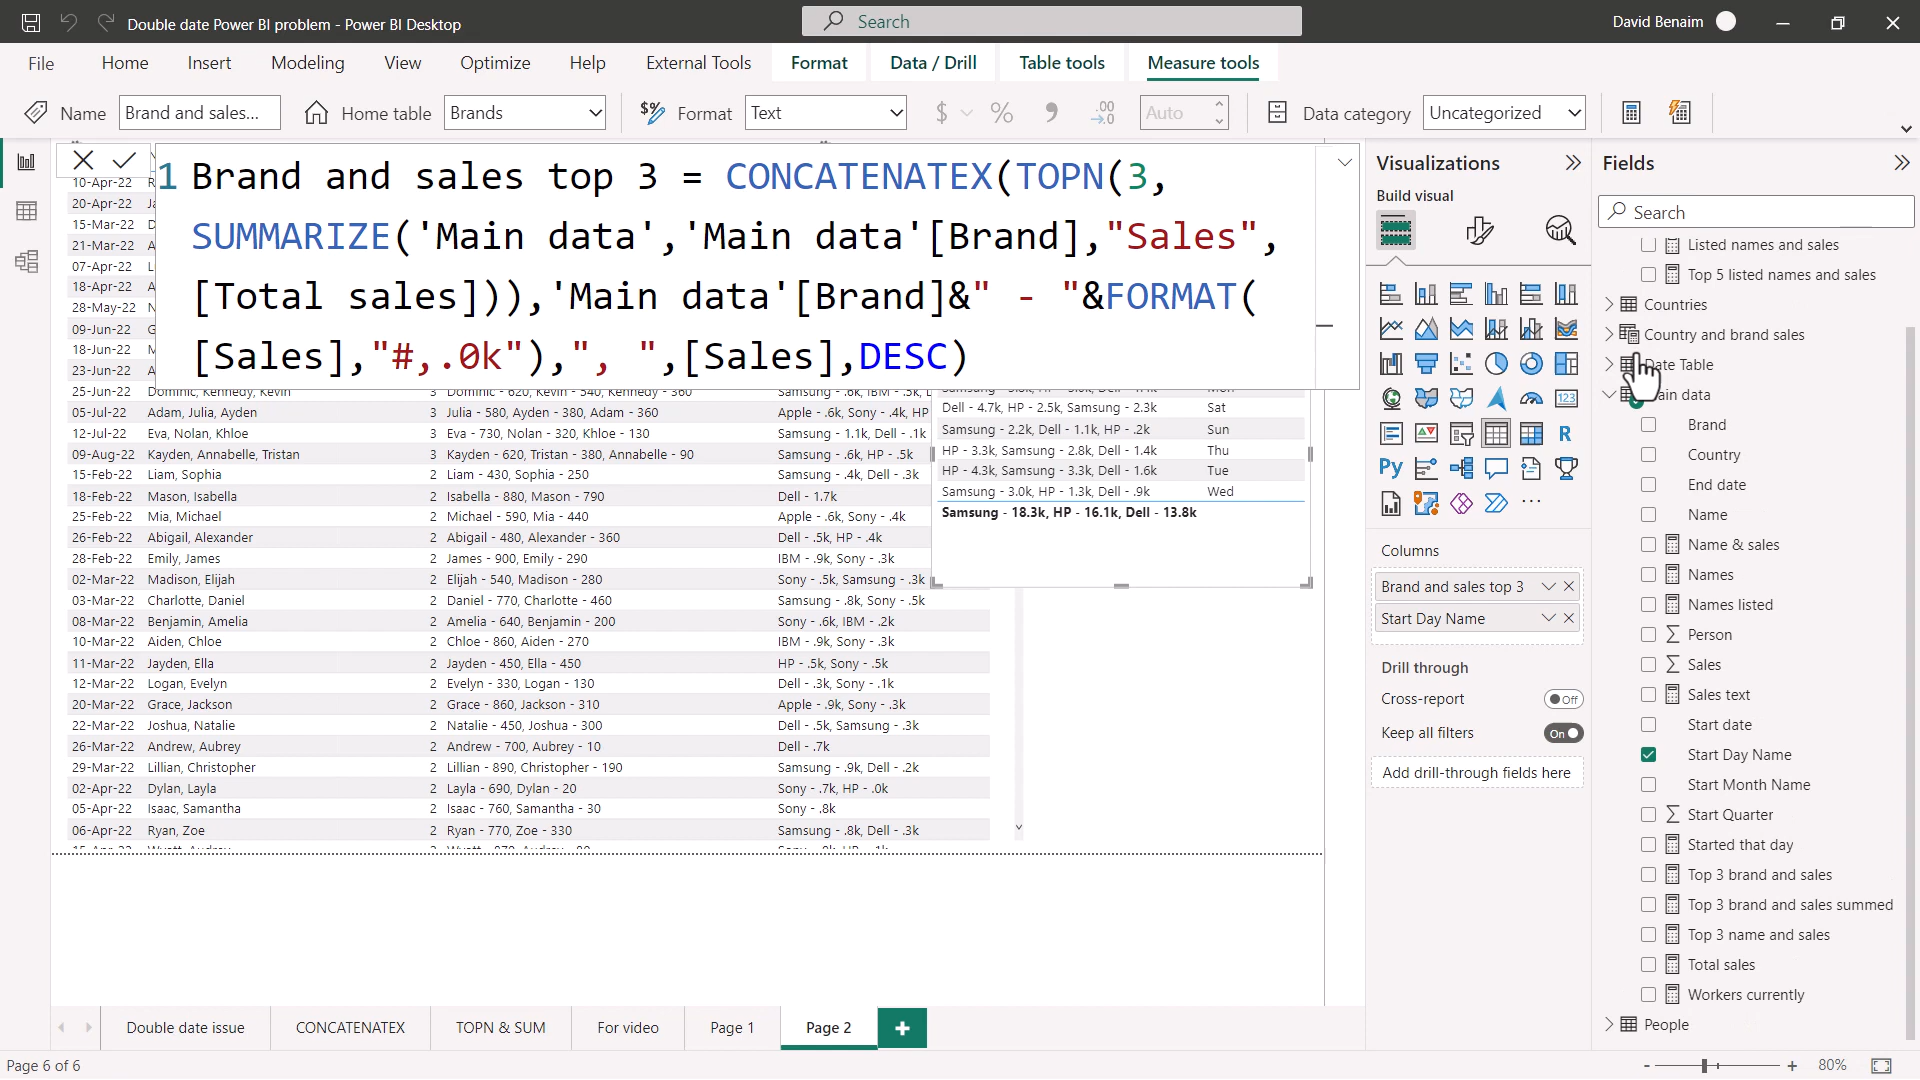 Double date Power BI problem - Power BI Desktop
Search
David Benaim
File Home Insert Modeling View Optimize Help External Tools Format Data / Drill Table tools Measure tools
Name Brand and sales... Home table Brands Format Text $ % Auto Data category Uncategorized
1 Brand and sales top 3 = CONCATENATEX(TOPN(3,
SUMMARIZE('Main data','Main data'[Brand],"Sales",
[Total sales])),'Main data'[Brand]&" - "&FORMAT(
[Sales],"#,.0k"),", ",[Sales],DESC)
10-Apr-22
20-Apr-22
15-Mar-22
21-Mar-22
07-Apr-22
18-Apr-22
28-May-22
09-Jun-22
18-Jun-22
23-Jun-22
25-Jun-22 Dominic, Kennedy, Kevin 3 Kevin - 620, Dominic - 540, Kennedy - 360
05-Jul-22 Adam, Julia, Ayden 3 Julia - 580, Ayden - 380, Adam - 360 Apple - .6k, Sony - .4k, HP
12-Jul-22 Eva, Nolan, Khloe 3 Eva - 730, Nolan - 320, Khloe - 130 Samsung - 1.1k, Dell - .1k
09-Aug-22 Kayden, Annabelle, Tristan 3 Kayden - 620, Tristan - 380, Annabelle - 90 Samsung - .6k, HP - .5k
15-Feb-22 Liam, Sophia 2 Liam - 430, Sophia - 250 Samsung - .4k, Dell - .3k
18-Feb-22 Mason, Isabella 2 Isabella - 880, Mason - 790 Dell - 1.7k
25-Feb-22 Mia, Michael 2 Michael - 590, Mia - 440 Apple - .6k, Sony - .4k
26-Feb-22 Abigail, Alexander 2 Abigail - 480, Alexander - 360 Dell - .5k, HP - .4k
28-Feb-22 Emily, James 2 James - 900, Emily - 290 IBM - .9k, Sony - .3k
02-Mar-22 Madison, Elijah 2 Elijah - 540, Madison - 280 Sony - .5k, Samsung - .3k
03-Mar-22 Charlotte, Daniel 2 Daniel - 770, Charlotte - 460 Samsung - .8k, Sony - .5k
08-Mar-22 Benjamin, Amelia 2 Amelia - 640, Benjamin - 200 Sony - .6k, IBM - .2k
10-Mar-22 Aiden, Chloe 2 Chloe - 860, Aiden - 270 IBM - .9k, Sony - .3k
11-Mar-22 Jayden, Ella 2 Jayden - 450, Ella - 450 HP - .5k, Sony - .5k
12-Mar-22 Logan, Evelyn 2 Evelyn - 330, Logan - 130 Dell - .3k, Sony - .1k
20-Mar-22 Grace, Jackson 2 Grace - 860, Jackson - 310 Apple - .9k, Sony - .3k
22-Mar-22 Joshua, Natalie 2 Natalie - 450, Joshua - 300 Dell - .5k, Samsung - .3k
26-Mar-22 Andrew, Aubrey 2 Andrew - 700, Aubrey - 10 Dell - .7k
29-Mar-22 Lillian, Christopher 2 Lillian - 890, Christopher - 190 Samsung - .9k, Dell - .2k
02-Apr-22 Dylan, Layla 2 Layla - 690, Dylan - 20 Sony - .7k, HP - .0k
05-Apr-22 Isaac, Samantha 2 Isaac - 760, Samantha - 30 Sony - .8k
06-Apr-22 Ryan, Zoe 2 Ryan - 770, Zoe - 330 Samsung - .8k, Dell - .3k
Dell - 4.7k, HP - 2.5k, Samsung - 2.3k Sat
Samsung - 2.2k, Dell - 1.1k, HP - .2k Sun
HP - 3.3k, Samsung - 2.8k, Dell - 1.4k Thu
HP - 4.3k, Samsung - 3.3k, Dell - 1.6k Tue
Samsung - 3.0k, HP - 1.3k, Dell - .9k Wed
Samsung - 18.3k, HP - 16.1k, Dell - 13.8k
Visualizations
Build visual
Columns
Brand and sales top 3
Start Day Name
Drill through
Cross-report Off
Keep all filters On
Add drill-through fields here
Fields
Search
Listed names and sales
Top 5 listed names and sales
Countries
Country and brand sales
Date Table
Main data
Brand
Country
End date
Name
Name & sales
Names
Names listed
Person
Sales
Sales text
Start date
Start Day Name
Start Month Name
Start Quarter
Started that day
Top 3 brand and sales
Top 3 brand and sales summed
Top 3 name and sales
Total sales
Workers currently
People
Double date issue CONCATENATEX TOPN & SUM For video Page 1 Page 2
Page 6 of 6
80%